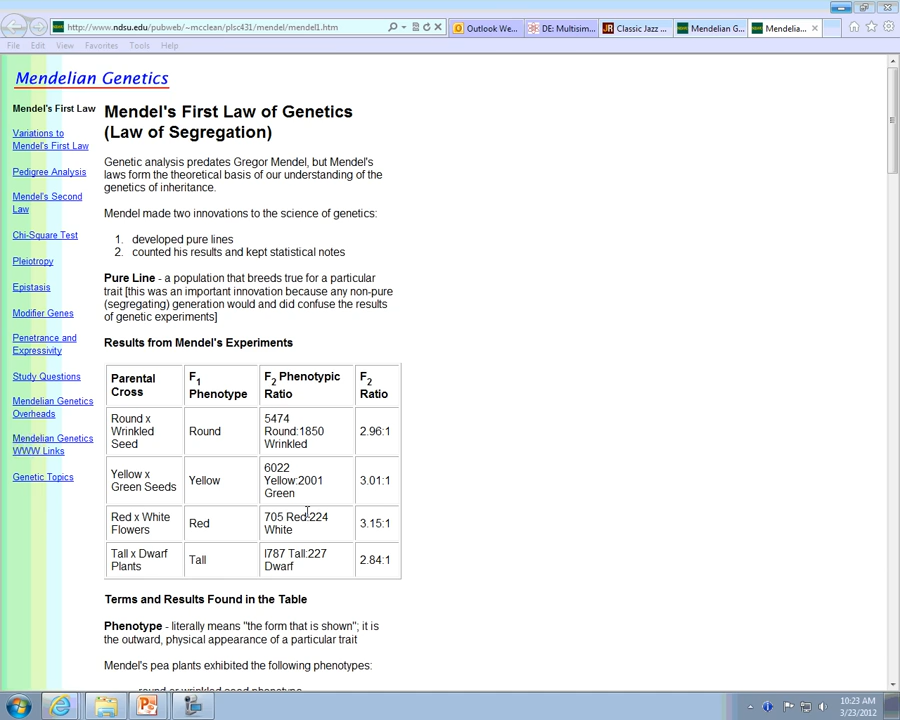 http://www.ndsu.edu/pubweb/~mcclean/plsc431/mendel/mendel1.htm
Outlook We...
DE: Multisim...
Classic Jazz ...
Mendelian G...
Mendelia...
File Edit View Favorites Tools Help
Mendelian Genetics
Mendel's First Law
Variations to
Mendel's First Law
Pedigree Analysis
Mendel's Second
Law
Chi-Square Test
Pleiotropy
Epistasis
Modifier Genes
Penetrance and
Expressivity
Study Questions
Mendelian Genetics
Overheads
Mendelian Genetics
WWW Links
Genetic Topics
Mendel's First Law of Genetics
(Law of Segregation)
Genetic analysis predates Gregor Mendel, but Mendel's
laws form the theoretical basis of our understanding of the
genetics of inheritance.
Mendel made two innovations to the science of genetics:
1. developed pure lines
2. counted his results and kept statistical notes
Pure Line - a population that breeds true for a particular
trait [this was an important innovation because any non-pure
(segregating) generation would and did confuse the results
of genetic experiments]
Results from Mendel's Experiments
Parental
Cross
F1
Phenotype
F2 Phenotypic
Ratio
F2
Ratio
Round x
Wrinkled
Seed
Round
5474
Round:1850
Wrinkled
2.96:1
Yellow x
Green Seeds
Yellow
6022
Yellow:2001
Green
3.01:1
Red x White
Flowers
Red
705 Red:224
White
3.15:1
Tall x Dwarf
Plants
Tall
l787 Tall:227
Dwarf
2.84:1
Terms and Results Found in the Table
Phenotype - literally means "the form that is shown"; it is
the outward, physical appearance of a particular trait
Mendel's pea plants exhibited the following phenotypes:
round or wrinkled seed phenotype
10:23 AM
3/23/2012